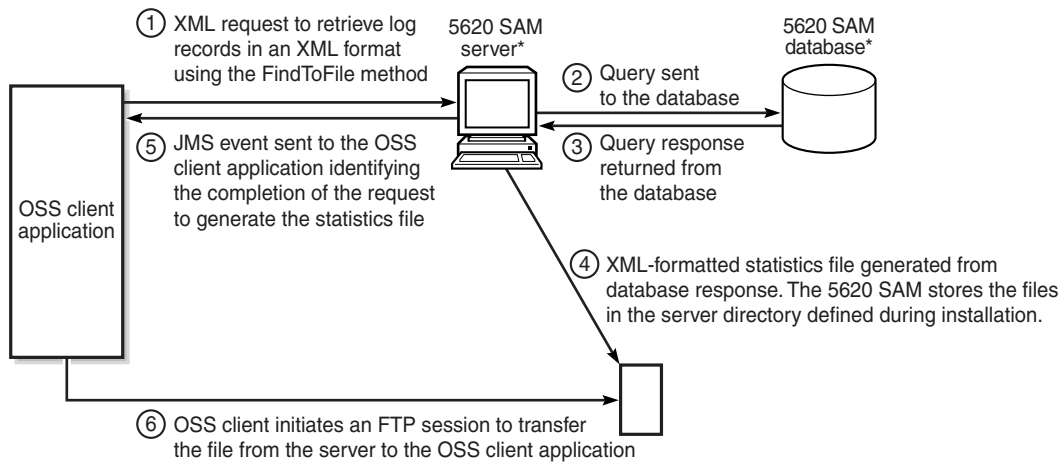 1 XML request to retrieve log
records in an XML format
using the FindToFile method
5620 SAM
server*
5620 SAM
database*
2 Query sent
to the database
5 JMS event sent to the OSS
client application identifying
the completion of the request
to generate the statistics file
3 Query response
returned from
the database
OSS client
application
4 XML-formatted statistics file generated from
database response. The 5620 SAM stores the files
in the server directory defined during installation.
6 OSS client initiates an FTP session to transfer
the file from the server to the OSS client application